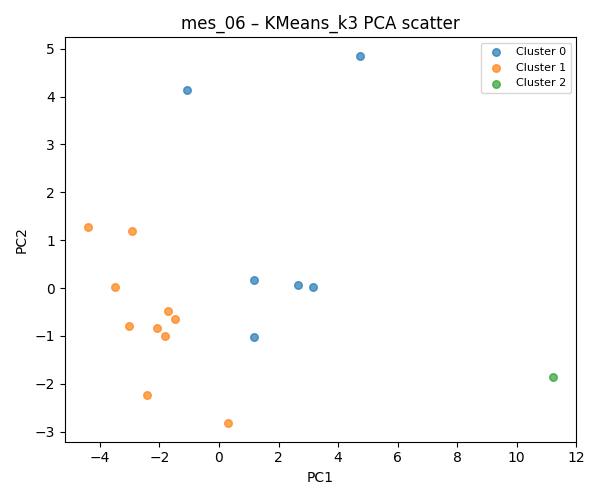 mes_06 – KMeans_k3 PCA scatter
Cluster 0
Cluster 1
Cluster 2
PC2
5
4
3
2
1
0
−1
−2
−3
−4 −2 0 2 4 6 8 10 12
PC1